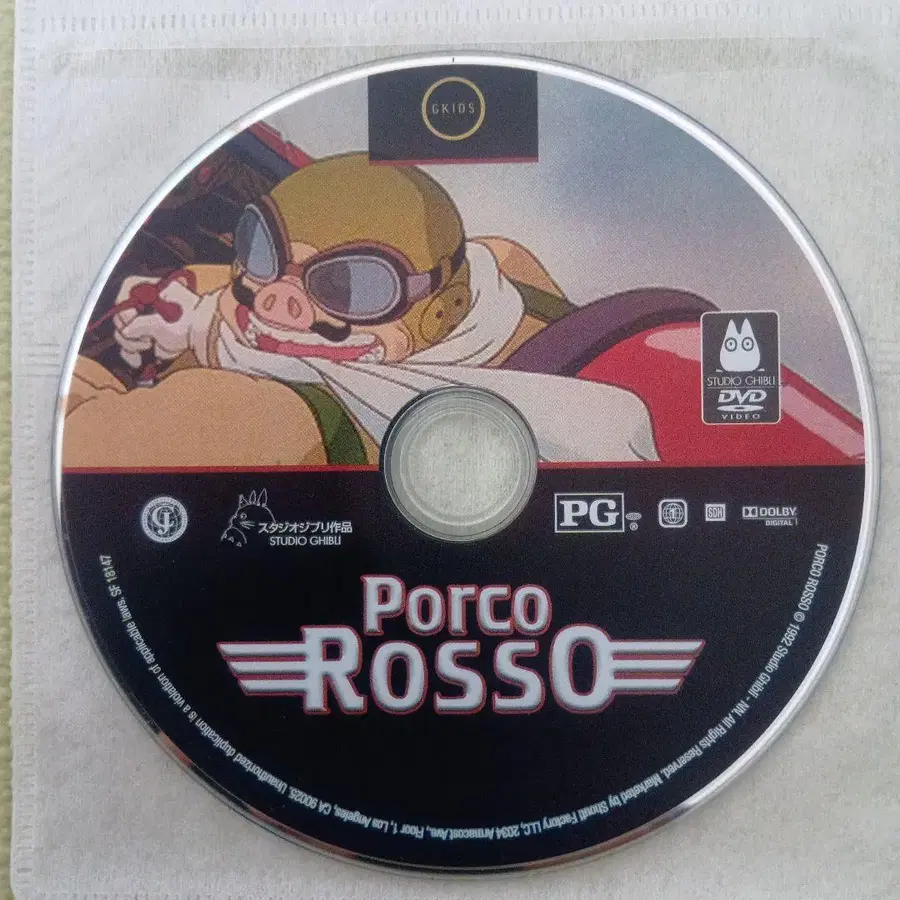 GKIDS
STUDIO GHIBLI
DVD
VIDEO
スタジオジブリ作品
STUDIO GHIBLI
PG
®
1
SDH
DOLBY
DIGITAL
PORCO
ROSSO
PORCO ROSSO © 1992 Studio Ghibli - NN. All Rights Reserved. Marketed by Shout! Factory LLC, 2034 Armacost Ave., Floor 1, Los Angeles, CA 90025. Unauthorized duplication is a violation of applicable laws. SF 18147